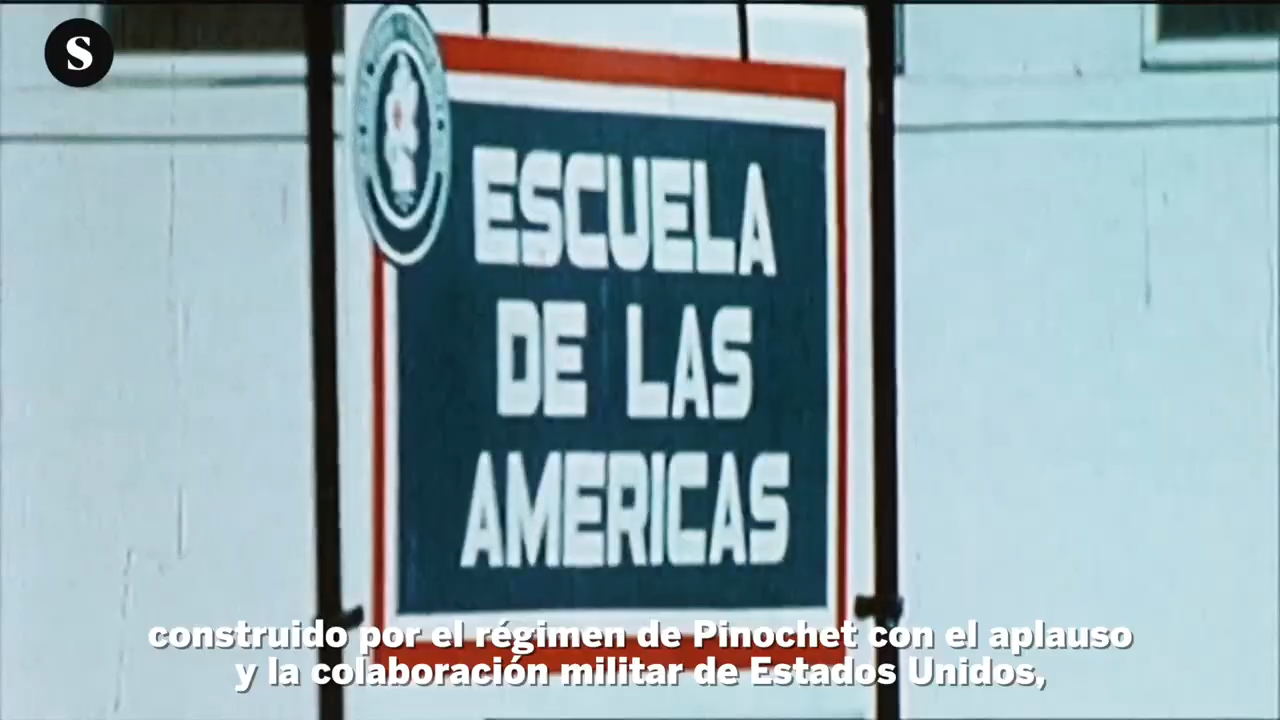 S
ESCUELA
DE LAS
AMERICAS
construido por el régimen de Pinochet con el aplauso
y la colaboración militar de Estados Unidos,